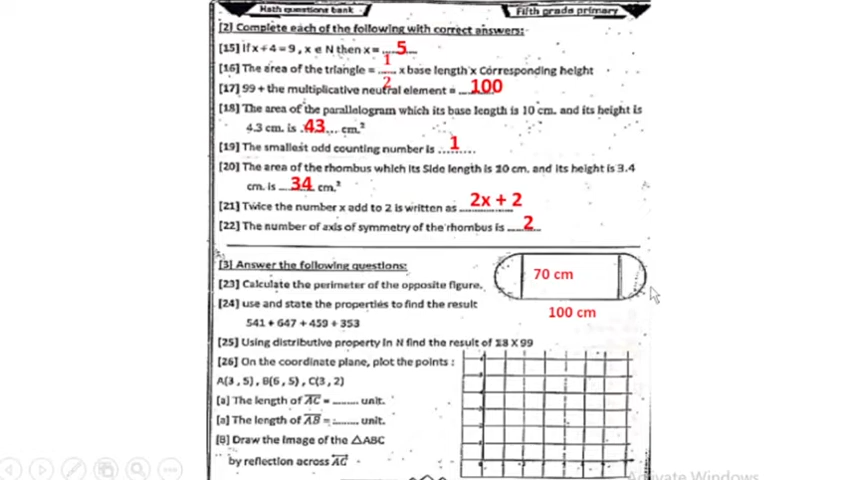 Math questions bank Fifth grade primary
[2] Complete each of the following with correct answers:
[15] If x + 4 = 9 , x ∈ N then x = ....5....
[16] The area of the triangle = 1/2 x base length x Corresponding height
[17] 99 + the multiplicative neutral element = ....100
[18] The area of the parallelogram which its base length is 10 cm. and its height is
4.3 cm. is .43.... cm.²
[19] The smallest odd counting number is ...1......
[20] The area of the rhombus which its Side length is 10 cm. and its height is 3.4
cm. is ...34... cm.²
[21] Twice the number x add to 2 is written as 2x + 2
[22] The number of axis of symmetry of the rhombus is ....2..
[3] Answer the following questions:
[23] Calculate the perimeter of the opposite figure.
70 cm
100 cm
[24] use and state the properties to find the result
541 + 647 + 459 + 353
[25] Using distributive property in N find the result of 18 X 99
[26] On the coordinate plane, plot the points :
A(3 , 5) , B(6 , 5) , C(3 , 2)
[a] The length of AC = ......... unit.
[a] The length of AB = ......... unit.
[B] Draw the image of the △ABC
by reflection across AC
Activate Windows